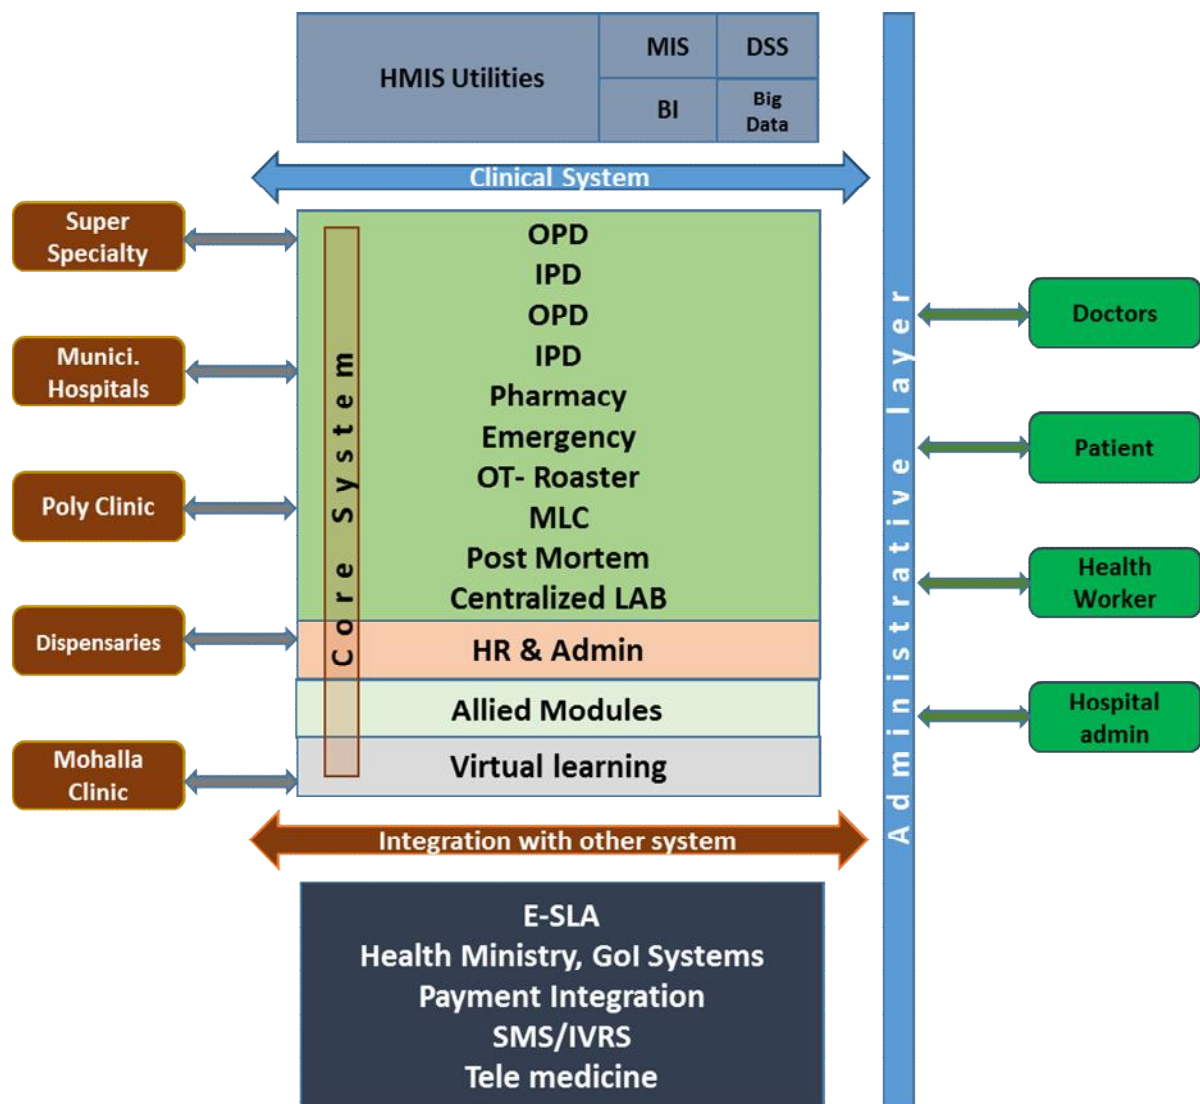 HMIS Utilities
MIS
DSS
BI
Big
Data
Clinical System
Super
Specialty
Munici.
Hospitals
Poly Clinic
Dispensaries
Mohalla
Clinic
Core System
OPD
IPD
OPD
IPD
Pharmacy
Emergency
OT- Roaster
MLC
Post Mortem
Centralized LAB
HR & Admin
Allied Modules
Virtual learning
Administrative layer
Doctors
Patient
Health
Worker
Hospital
admin
Integration with other system
E-SLA
Health Ministry, GoI Systems
Payment Integration
SMS/IVRS
Tele medicine